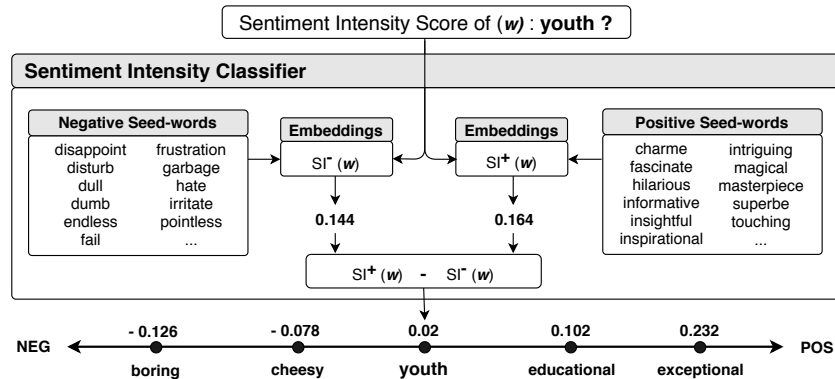 Sentiment Intensity Score of (w) : youth ?
Sentiment Intensity Classifier
Negative Seed-words
disappoint frustration
disturb garbage
dull hate
dumb irritate
endless pointless
fail ...
Embeddings
SI⁻ (w)
0.144
Embeddings
SI⁺ (w)
0.164
Positive Seed-words
charme intriguing
fascinate magical
hilarious masterpiece
informative superbe
insightful touching
inspirational ...
SI⁺ (w) - SI⁻ (w)
- 0.126 - 0.078 0.02 0.102 0.232
NEG POS
boring cheesy youth educational exceptional